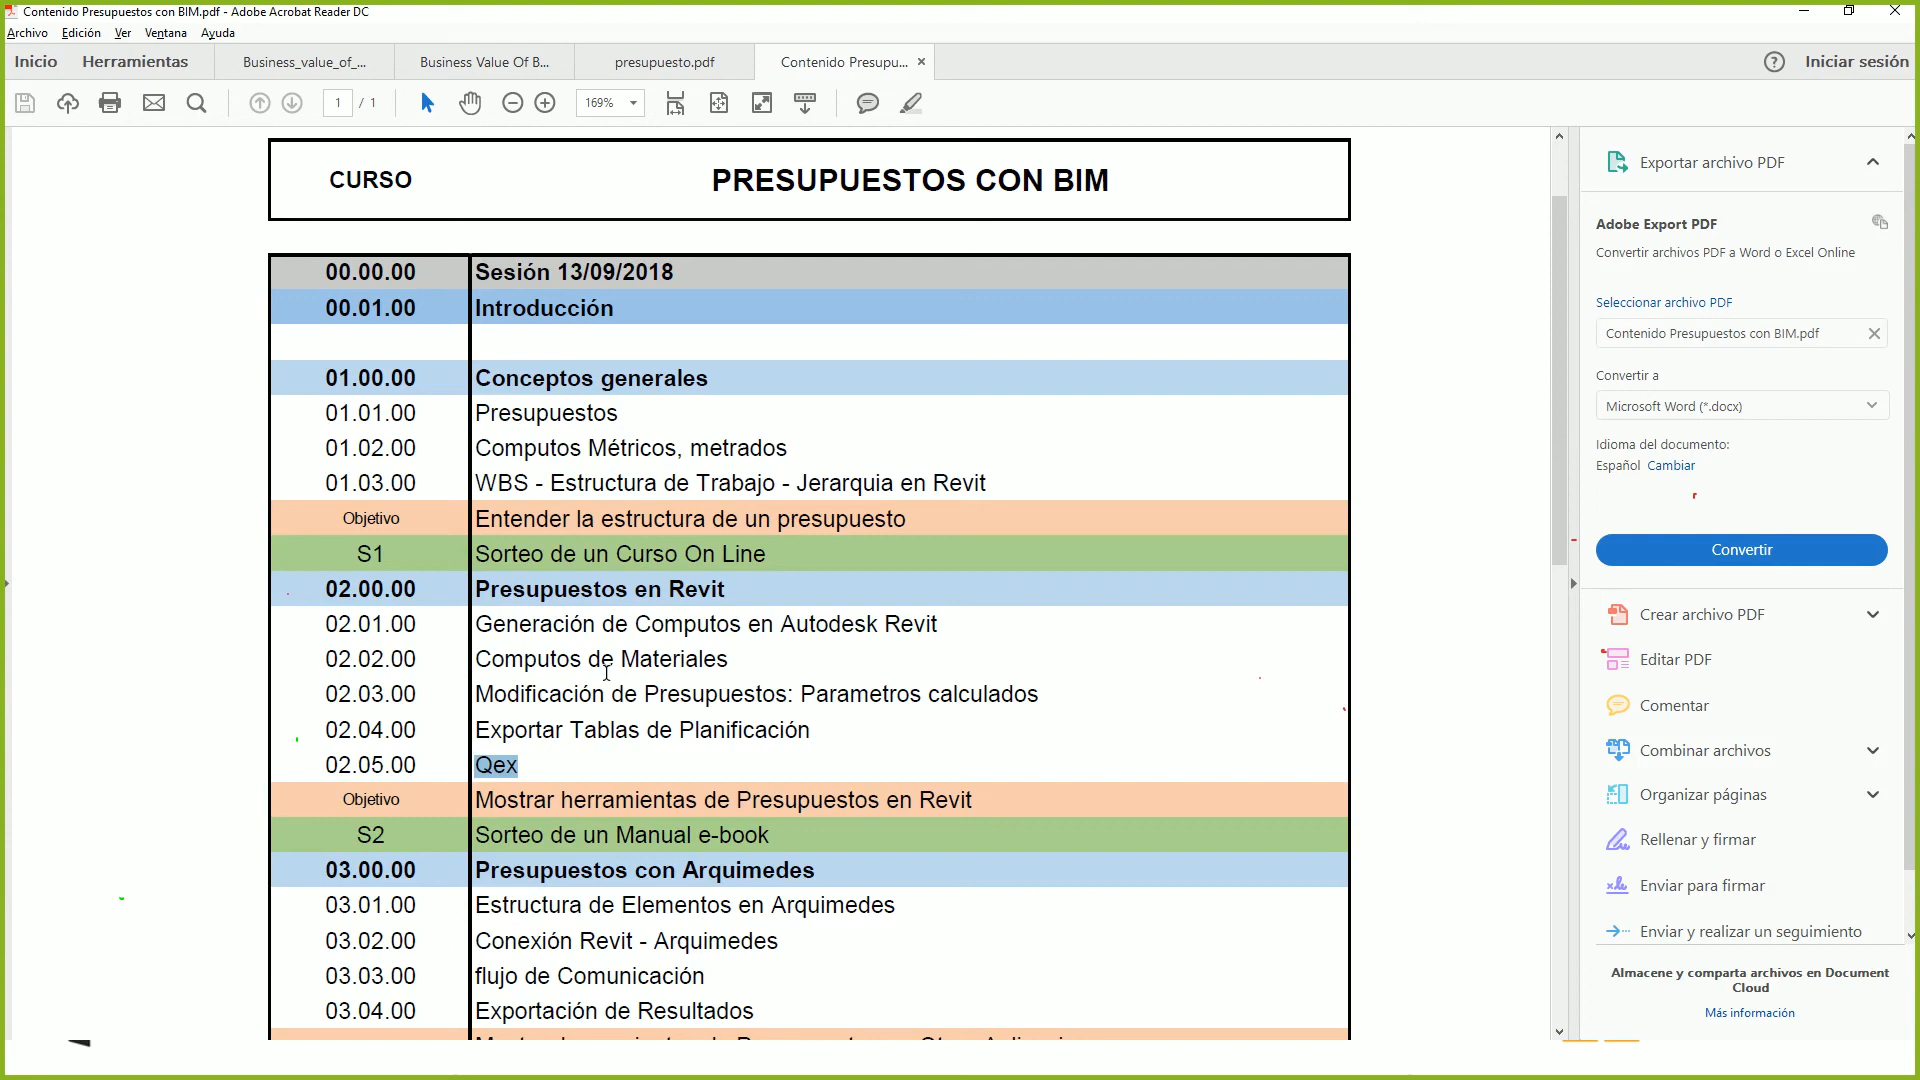 Contenido Presupuestos con BIM.pdf - Adobe Acrobat Reader DC
Archivo Edición Ver Ventana Ayuda
Inicio Herramientas Business_value_of_... Business Value Of B... presupuesto.pdf Contenido Presupu... Iniciar sesión
1 / 1 169%
CURSO PRESUPUESTOS CON BIM
00.00.00 Sesión 13/09/2018
00.01.00 Introducción
01.00.00 Conceptos generales
01.01.00 Presupuestos
01.02.00 Computos Métricos, metrados
01.03.00 WBS - Estructura de Trabajo - Jerarquia en Revit
Objetivo Entender la estructura de un presupuesto
S1 Sorteo de un Curso On Line
02.00.00 Presupuestos en Revit
02.01.00 Generación de Computos en Autodesk Revit
02.02.00 Computos de Materiales
02.03.00 Modificación de Presupuestos: Parametros calculados
02.04.00 Exportar Tablas de Planificación
02.05.00 Qex
Objetivo Mostrar herramientas de Presupuestos en Revit
S2 Sorteo de un Manual e-book
03.00.00 Presupuestos con Arquimedes
03.01.00 Estructura de Elementos en Arquimedes
03.02.00 Conexión Revit - Arquimedes
03.03.00 flujo de Comunicación
03.04.00 Exportación de Resultados
Exportar archivo PDF
Adobe Export PDF
Convertir archivos PDF a Word o Excel Online
Seleccionar archivo PDF
Contenido Presupuestos con BIM.pdf
Convertir a
Microsoft Word (*.docx)
Idioma del documento:
Español Cambiar
Convertir
Crear archivo PDF
Editar PDF
Comentar
Combinar archivos
Organizar páginas
Rellenar y firmar
Enviar para firmar
Enviar y realizar un seguimiento
Almacene y comparta archivos en Document
Cloud
Más información